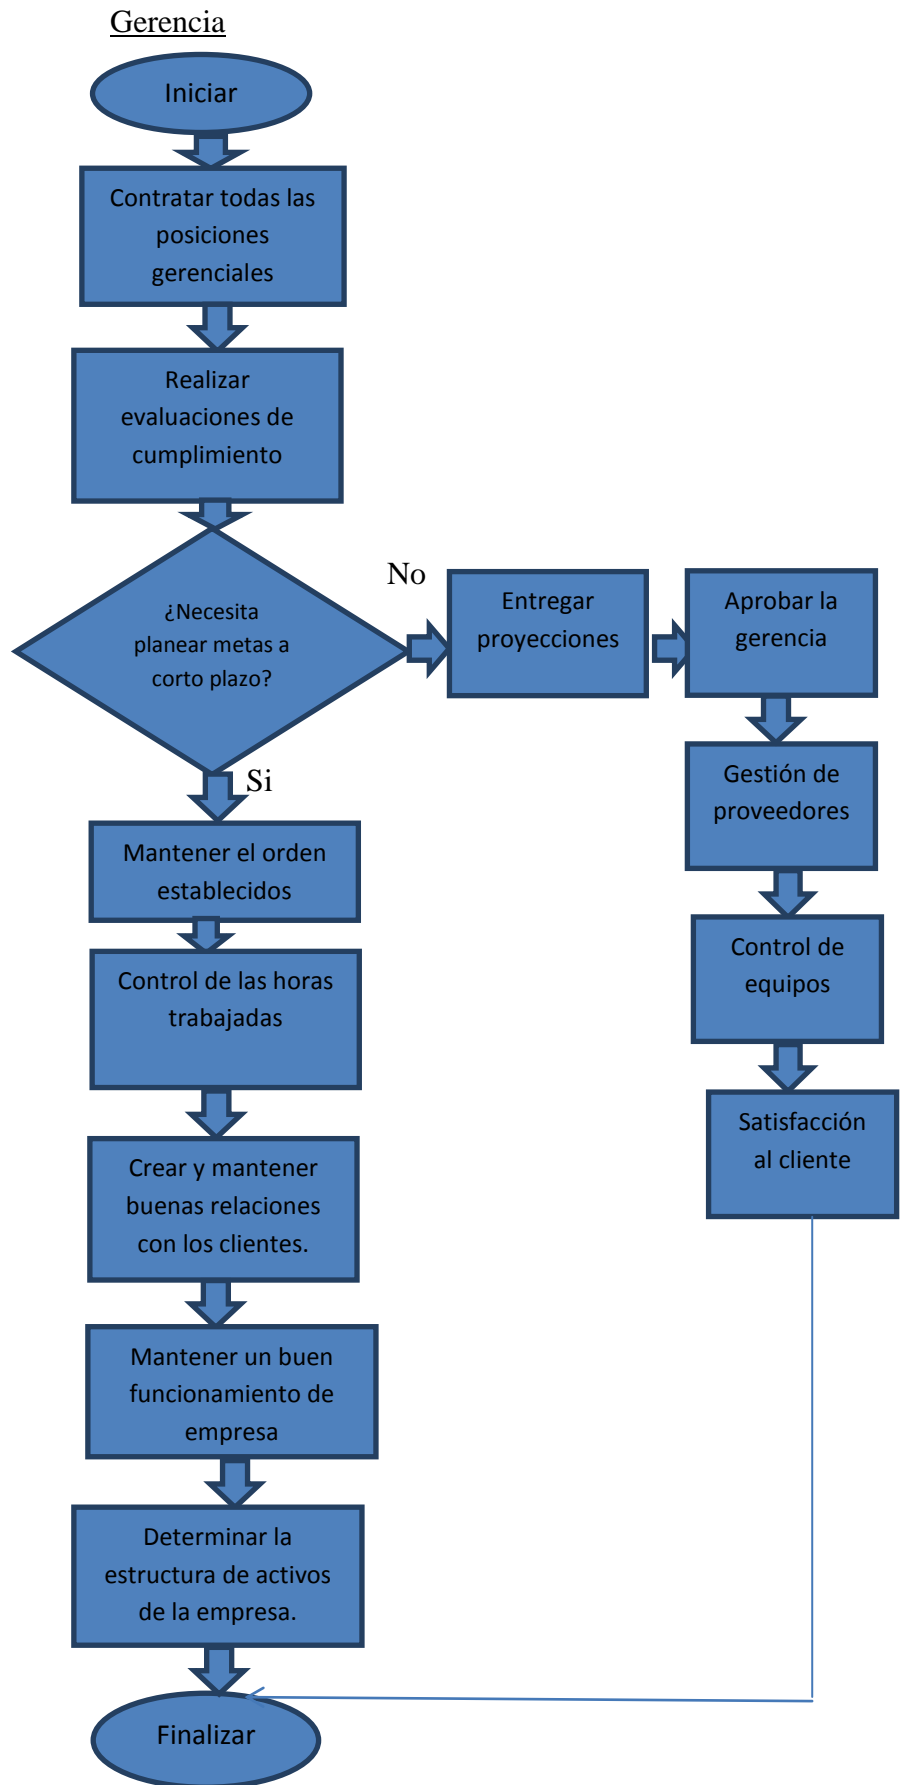 Gerencia
Iniciar
Contratar todas las
posiciones
gerenciales
Realizar
evaluaciones de
cumplimiento
¿Necesita
planear metas a
corto plazo?
No
Entregar
proyecciones
Aprobar la
gerencia
Gestión de
proveedores
Control de
equipos
Satisfacción
al cliente
Si
Mantener el orden
establecidos
Control de las horas
trabajadas
Crear y mantener
buenas relaciones
con los clientes.
Mantener un buen
funcionamiento de
empresa
Determinar la
estructura de activos
de la empresa.
Finalizar